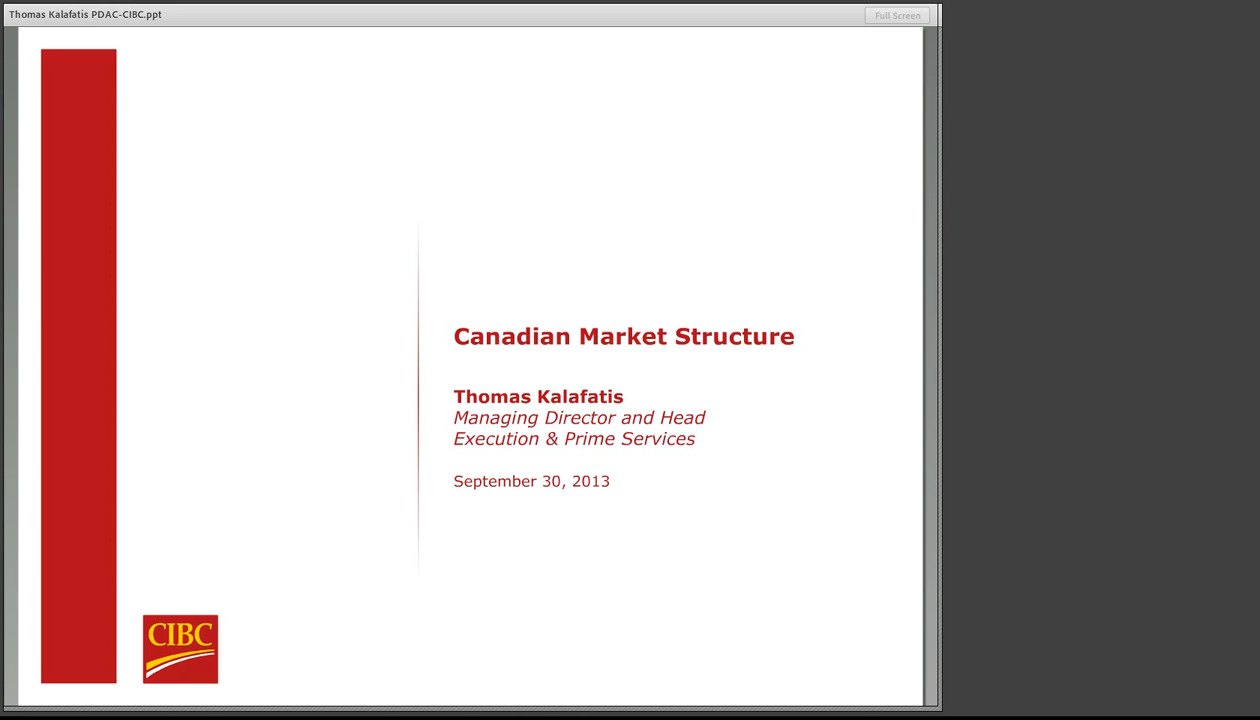 Thomas Kalafatis PDAC-CIBC.ppt
Full Screen
Canadian Market Structure
Thomas Kalafatis
Managing Director and Head
Execution & Prime Services
September 30, 2013
CIBC